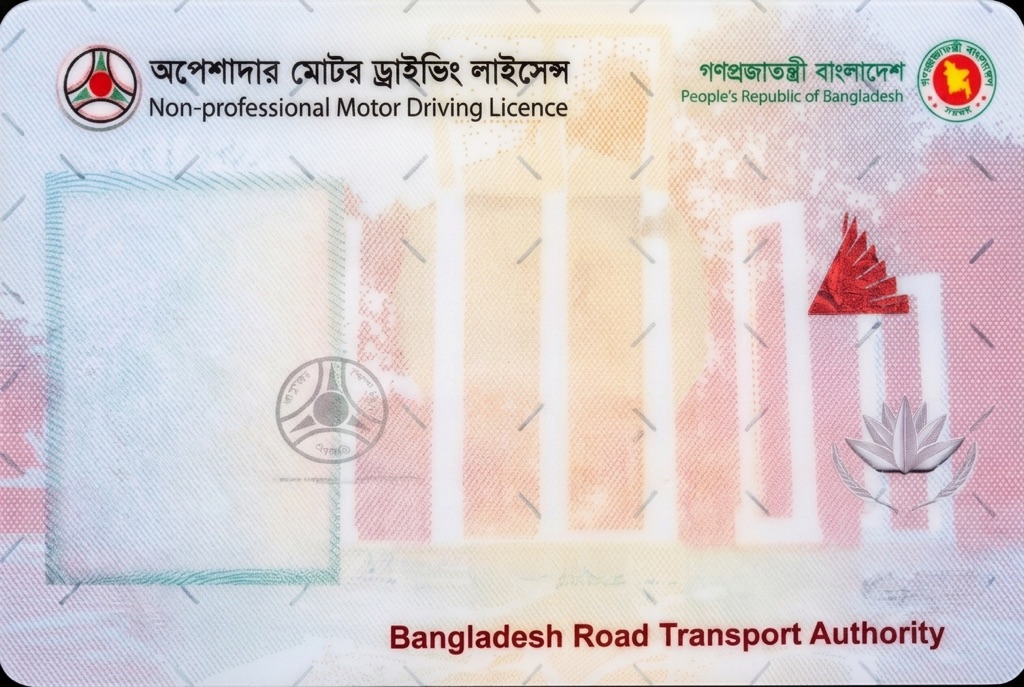 অপেশাদার মোটর ড্রাইভিং লাইসেন্স
Non-professional Motor Driving Licence
গণপ্রজাতন্ত্রী বাংলাদেশ
People's Republic of Bangladesh
Bangladesh Road Transport Authority